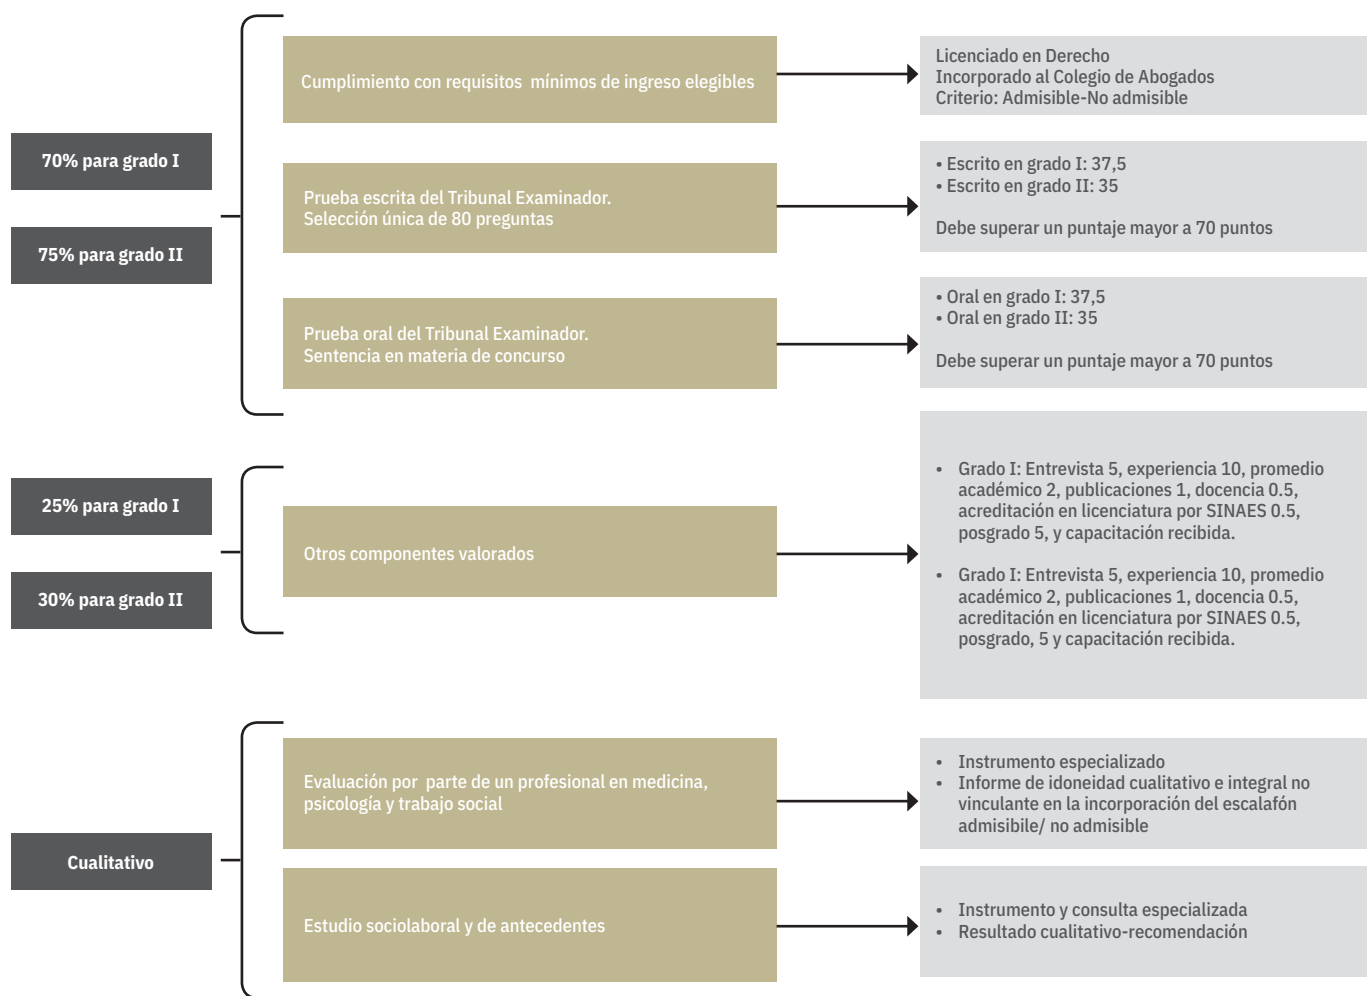 70% para grado I
75% para grado II
Cumplimiento con requisitos mínimos de ingreso elegibles
Licenciado en Derecho
Incorporado al Colegio de Abogados
Criterio: Admisible-No admisible
Prueba escrita del Tribunal Examinador.
Selección única de 80 preguntas
• Escrito en grado I: 37,5
• Escrito en grado II: 35
Debe superar un puntaje mayor a 70 puntos
Prueba oral del Tribunal Examinador.
Sentencia en materia de concurso
• Oral en grado I: 37,5
• Oral en grado II: 35
Debe superar un puntaje mayor a 70 puntos
25% para grado I
30% para grado II
Otros componentes valorados
• Grado I: Entrevista 5, experiencia 10, promedio
académico 2, publicaciones 1, docencia 0.5,
acreditación en licenciatura por SINAES 0.5,
posgrado 5, y capacitación recibida.
• Grado I: Entrevista 5, experiencia 10, promedio
académico 2, publicaciones 1, docencia 0.5,
acreditación en licenciatura por SINAES 0.5,
posgrado, 5 y capacitación recibida.
Cualitativo
Evaluación por parte de un profesional en medicina,
psicología y trabajo social
• Instrumento especializado
• Informe de idoneidad cualitativo e integral no
vinculante en la incorporación del escalafón
admisibile/ no admisible
Estudio sociolaboral y de antecedentes
• Instrumento y consulta especializada
• Resultado cualitativo-recomendación